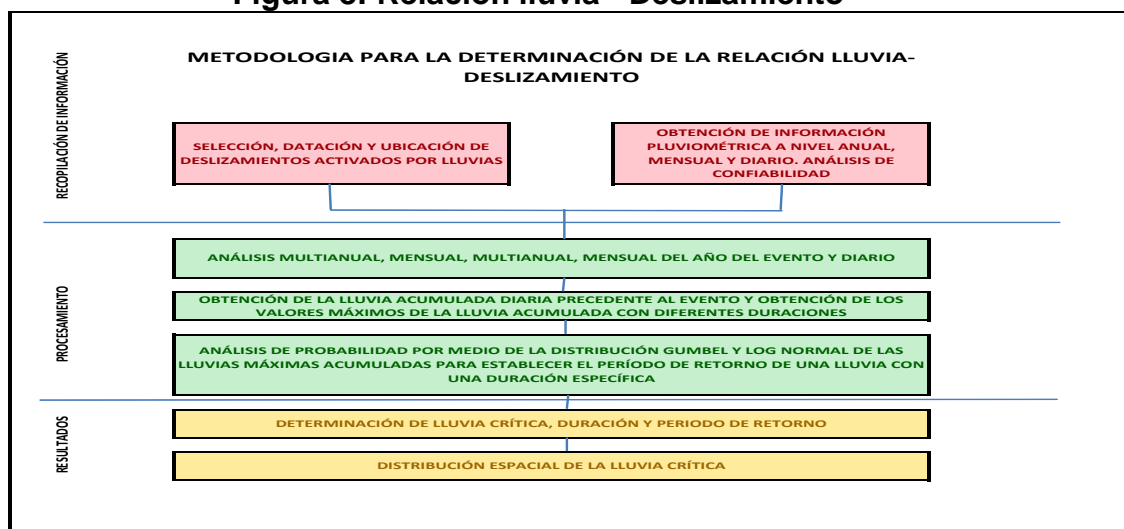 Relación lluvia - Deslizamiento
METODOLOGIA PARA LA DETERMINACIÓN DE LA RELACIÓN LLUVIA-
DESLIZAMIENTO
RECOPILACIÓN DE INFORMACIÓN
SELECCIÓN, DATACIÓN Y UBICACIÓN DE
DESLIZAMIENTOS ACTIVADOS POR LLUVIAS
OBTENCIÓN DE INFORMACIÓN
PLUVIOMÉTRICA A NIVEL ANUAL,
MENSUAL Y DIARIO. ANÁLISIS DE
CONFIABILIDAD
PROCESAMIENTO
ANÁLISIS MULTIANUAL, MENSUAL, MULTIANUAL, MENSUAL DEL AÑO DEL EVENTO Y DIARIO
OBTENCIÓN DE LA LLUVIA ACUMULADA DIARIA PRECEDENTE AL EVENTO Y OBTENCIÓN DE LOS
VALORES MÁXIMOS DE LA LLUVIA ACUMULADA CON DIFERENTES DURACIONES
ANÁLISIS DE PROBABILIDAD POR MEDIO DE LA DISTRIBUCIÓN GUMBEL Y LOG NORMAL DE LAS
LLUVIAS MÁXIMAS ACUMULADAS PARA ESTABLECER EL PERÍODO DE RETORNO DE UNA LLUVIA CON
UNA DURACIÓN ESPECÍFICA
RESULTADOS
DETERMINACIÓN DE LLUVIA CRÍTICA, DURACIÓN Y PERIODO DE RETORNO
DISTRIBUCIÓN ESPACIAL DE LA LLUVIA CRÍTICA